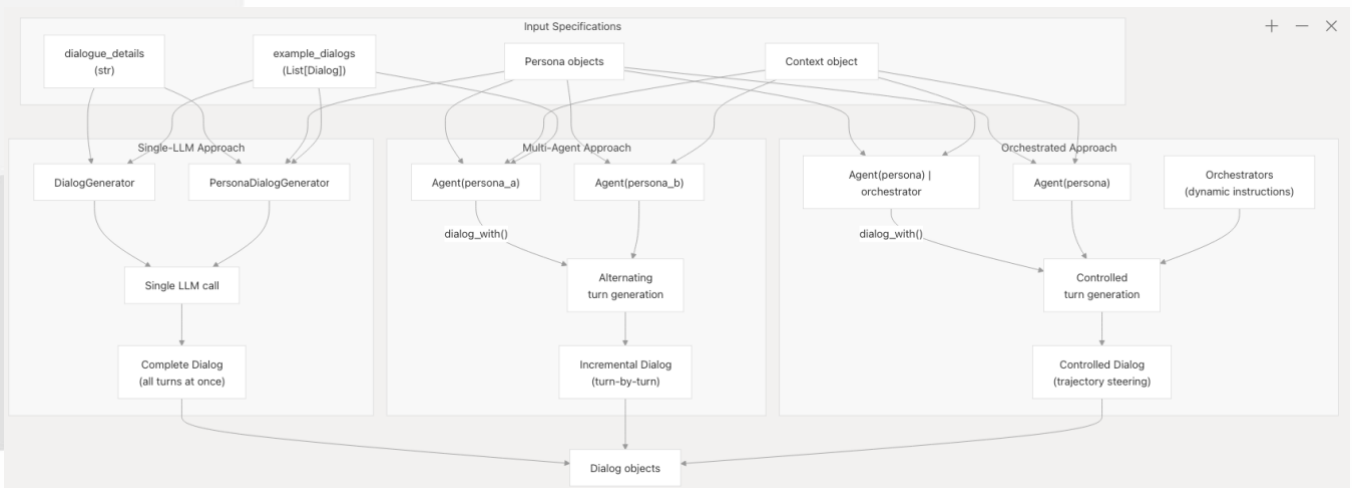 Input Specifications
dialogue_details
(str)
example_dialogs
(List[Dialog])
Persona objects
Context object
Single-LLM Approach
Multi-Agent Approach
Orchestrated Approach
DialogGenerator
PersonaDialogGenerator
Agent(persona_a)
Agent(persona_b)
Agent(persona) |
orchestrator
Agent(persona)
Orchestrators
(dynamic instructions)
dialog_with()
dialog_with()
Single LLM call
Alternating
turn generation
Controlled
turn generation
Complete Dialog
(all turns at once)
Incremental Dialog
(turn-by-turn)
Controlled Dialog
(trajectory steering)
Dialog objects